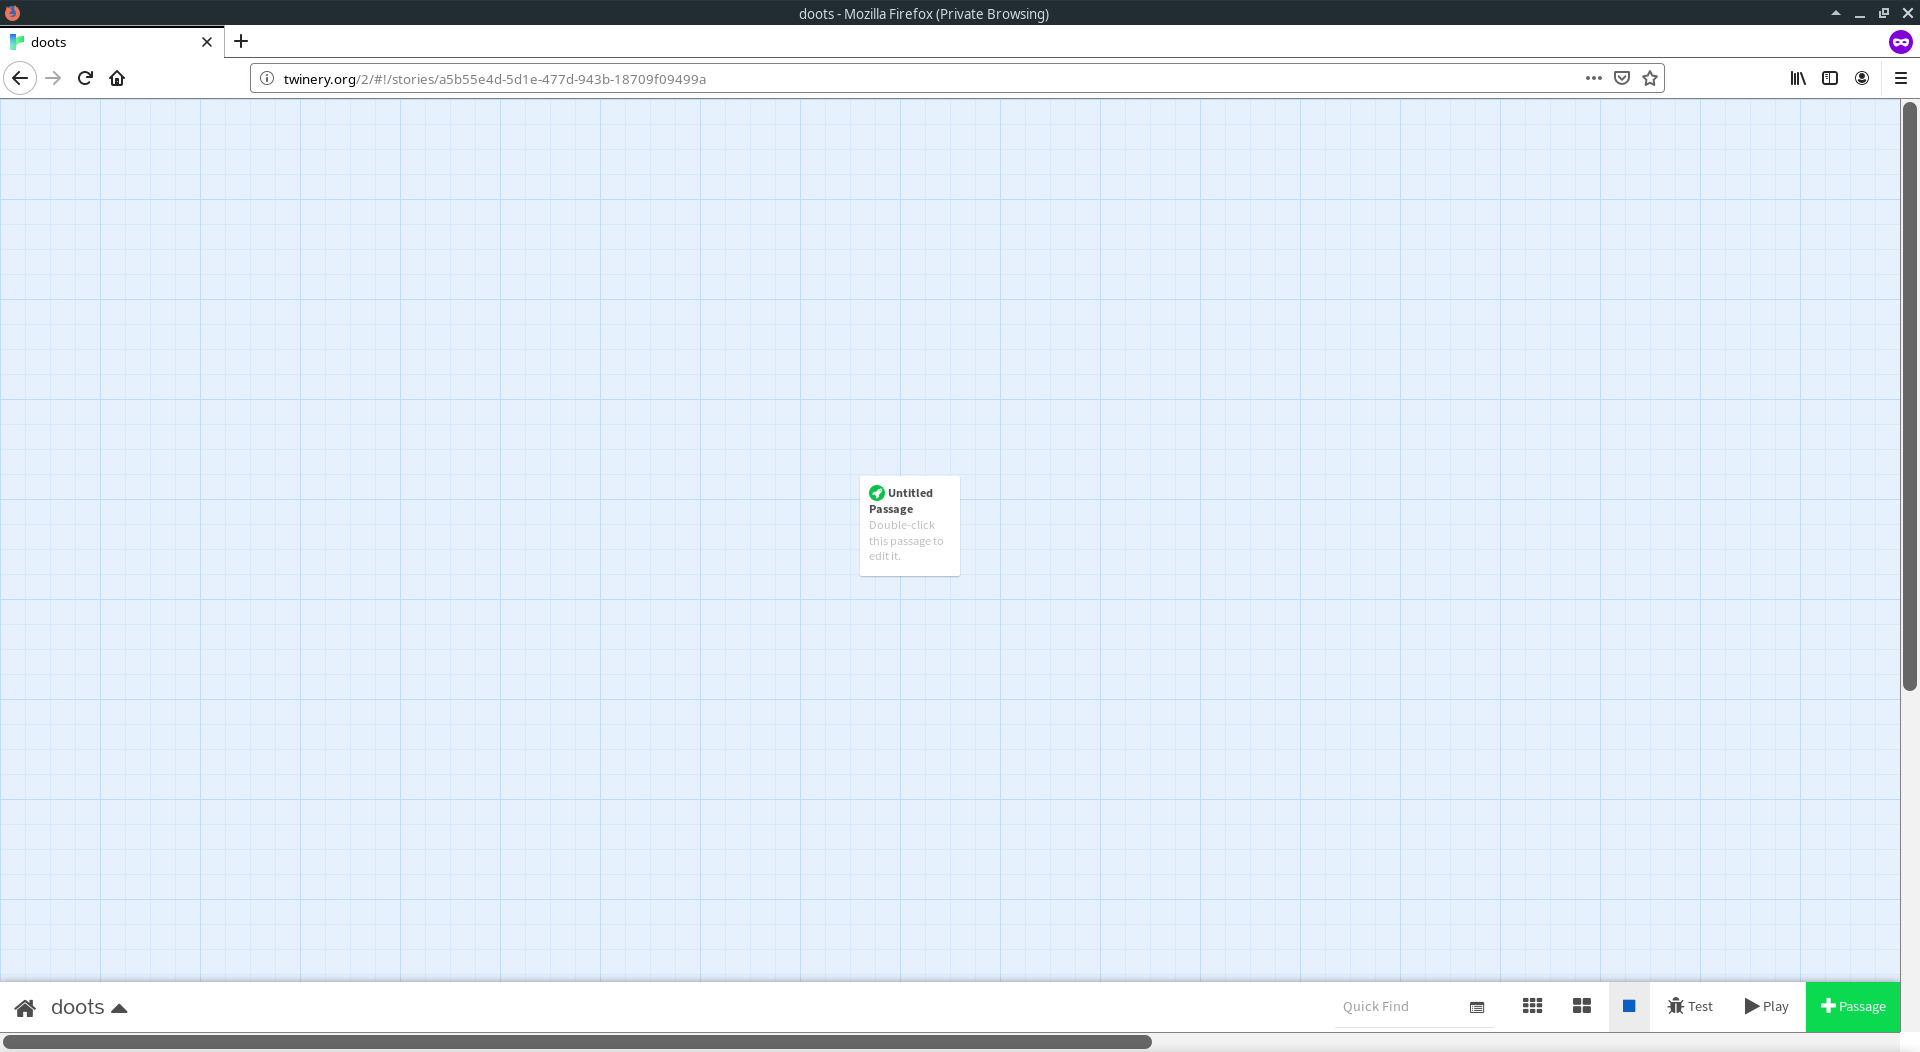 doots - Mozilla Firefox (Private Browsing)
doots
twinery.org/2/#!/stories/a5b55e4d-5d1e-477d-943b-18709f09499a
Untitled
Passage
Double-click
this passage to
edit it.
doots
Quick Find
Test
Play
Passage